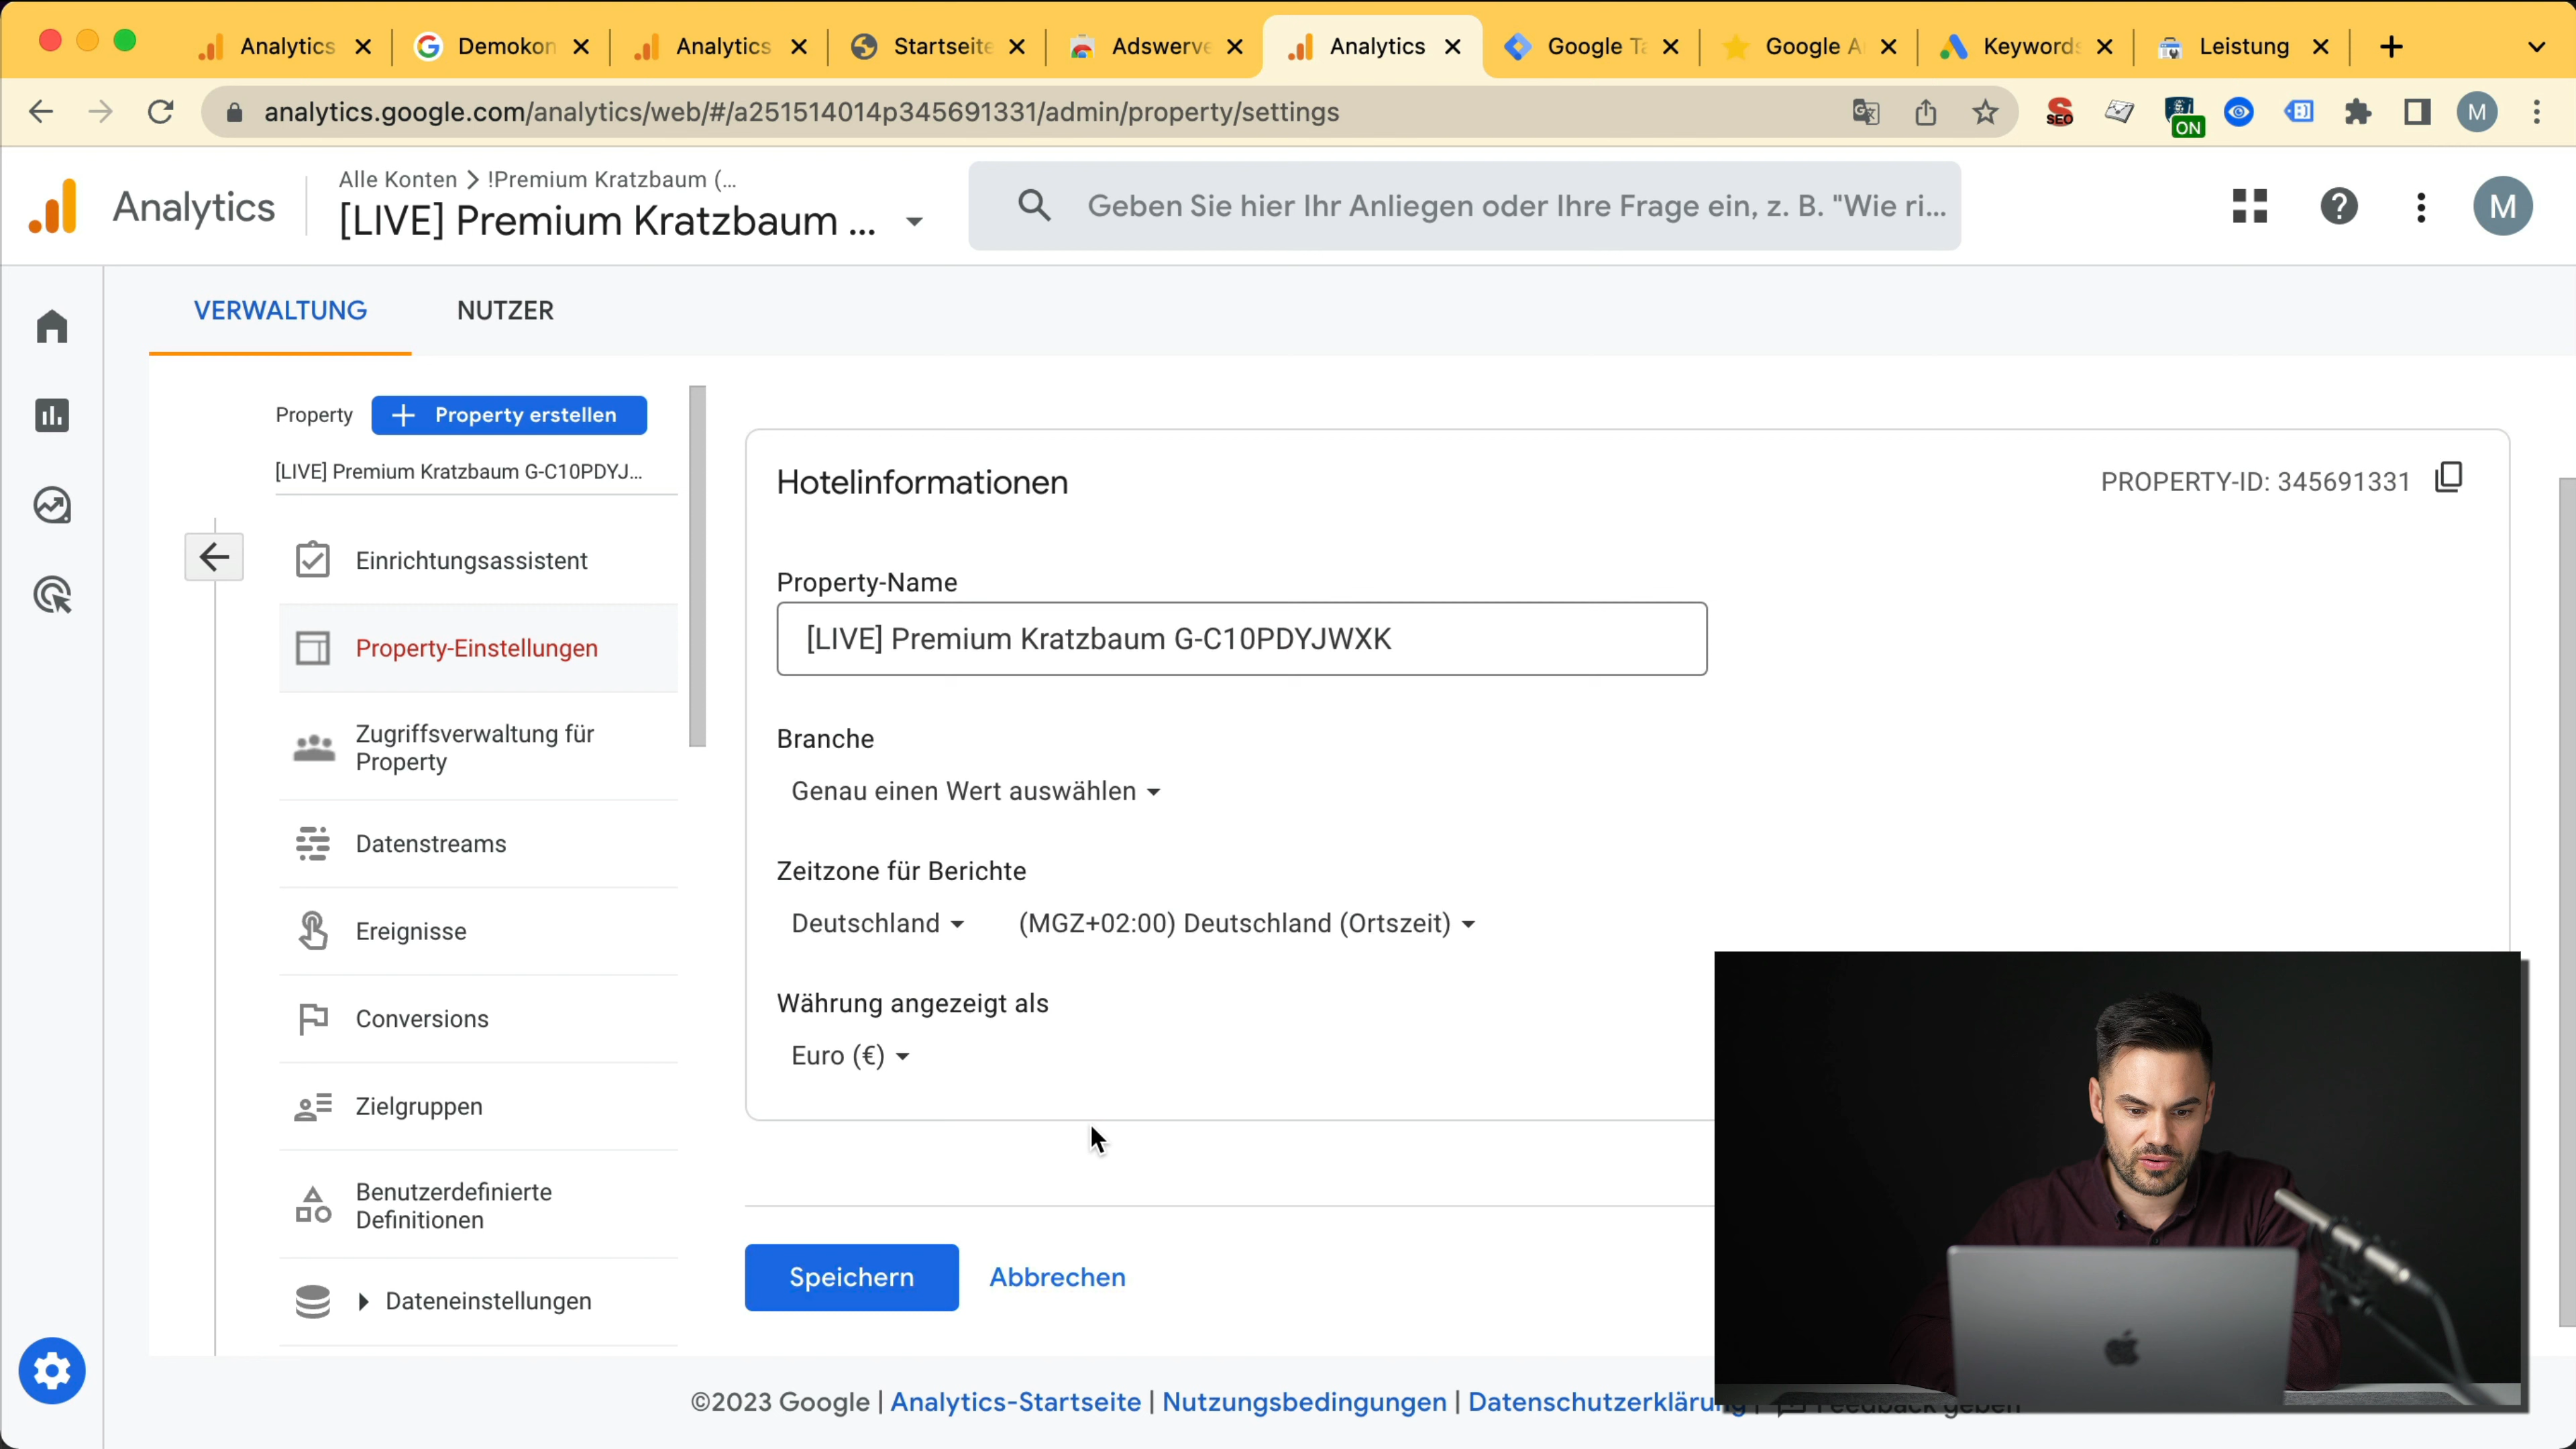 Analytics
Demokon
Analytics
Startseite
Adswerve
Analytics
Google Ta
Google A
Keywords
Leistung
analytics.google.com/analytics/web/#/a251514014p345691331/admin/property/settings
SEO
ON
M
Analytics
Alle Konten > !Premium Kratzbaum (...
[LIVE] Premium Kratzbaum ...
Geben Sie hier Ihr Anliegen oder Ihre Frage ein, z. B. "Wie ri...
M
VERWALTUNG
NUTZER
Property
Property erstellen
[LIVE] Premium Kratzbaum G-C10PDYJ...
Einrichtungsassistent
Property-Einstellungen
Zugriffsverwaltung für
Property
Datenstreams
Ereignisse
Conversions
Zielgruppen
Benutzerdefinierte
Definitionen
Dateneinstellungen
Hotelinformationen
PROPERTY-ID: 345691331
Property-Name
[LIVE] Premium Kratzbaum G-C10PDYJWXK
Branche
Genau einen Wert auswählen
Zeitzone für Berichte
Deutschland
(MGZ+02:00) Deutschland (Ortszeit)
Währung angezeigt als
Euro (€)
Speichern
Abbrechen
©2023 Google | Analytics-Startseite | Nutzungsbedingungen | Datenschutzerklärung | Feedback geben